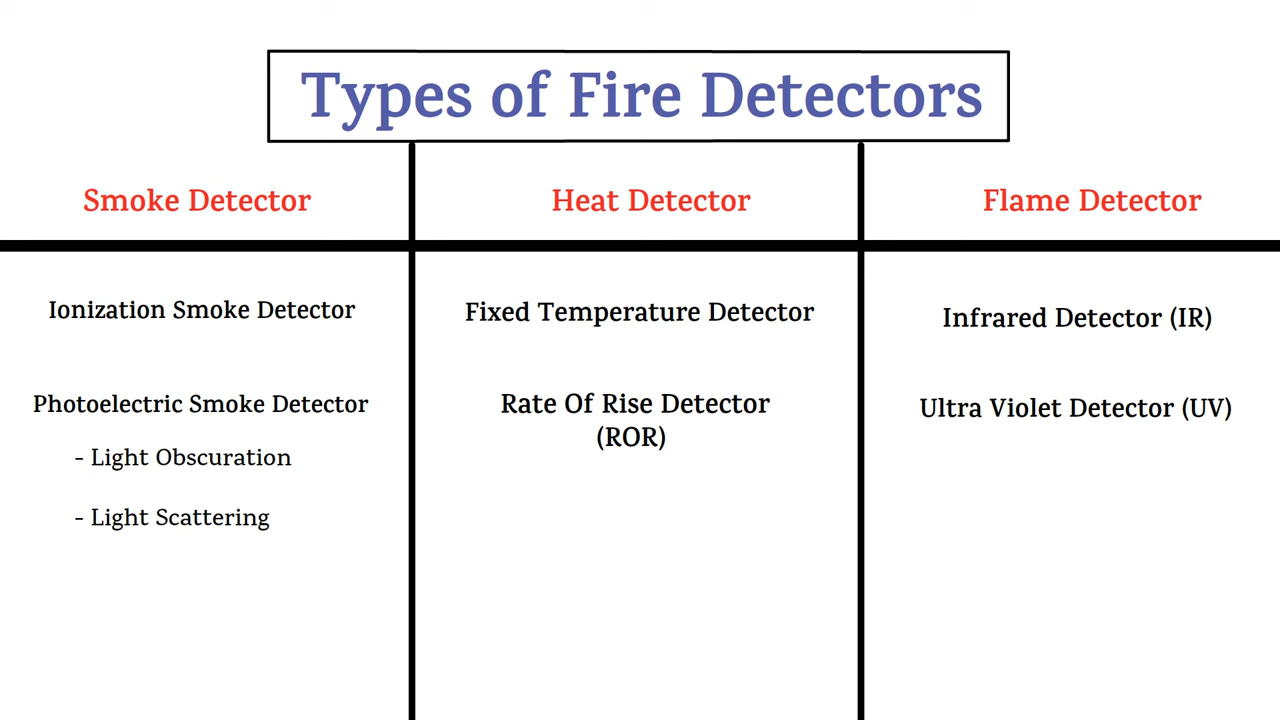 Types of Fire Detectors
Smoke Detector
Ionization Smoke Detector
Photoelectric Smoke Detector
- Light Obscuration
- Light Scattering
Heat Detector
Fixed Temperature Detector
Rate Of Rise Detector
(ROR)
Flame Detector
Infrared Detector (IR)
Ultra Violet Detector (UV)